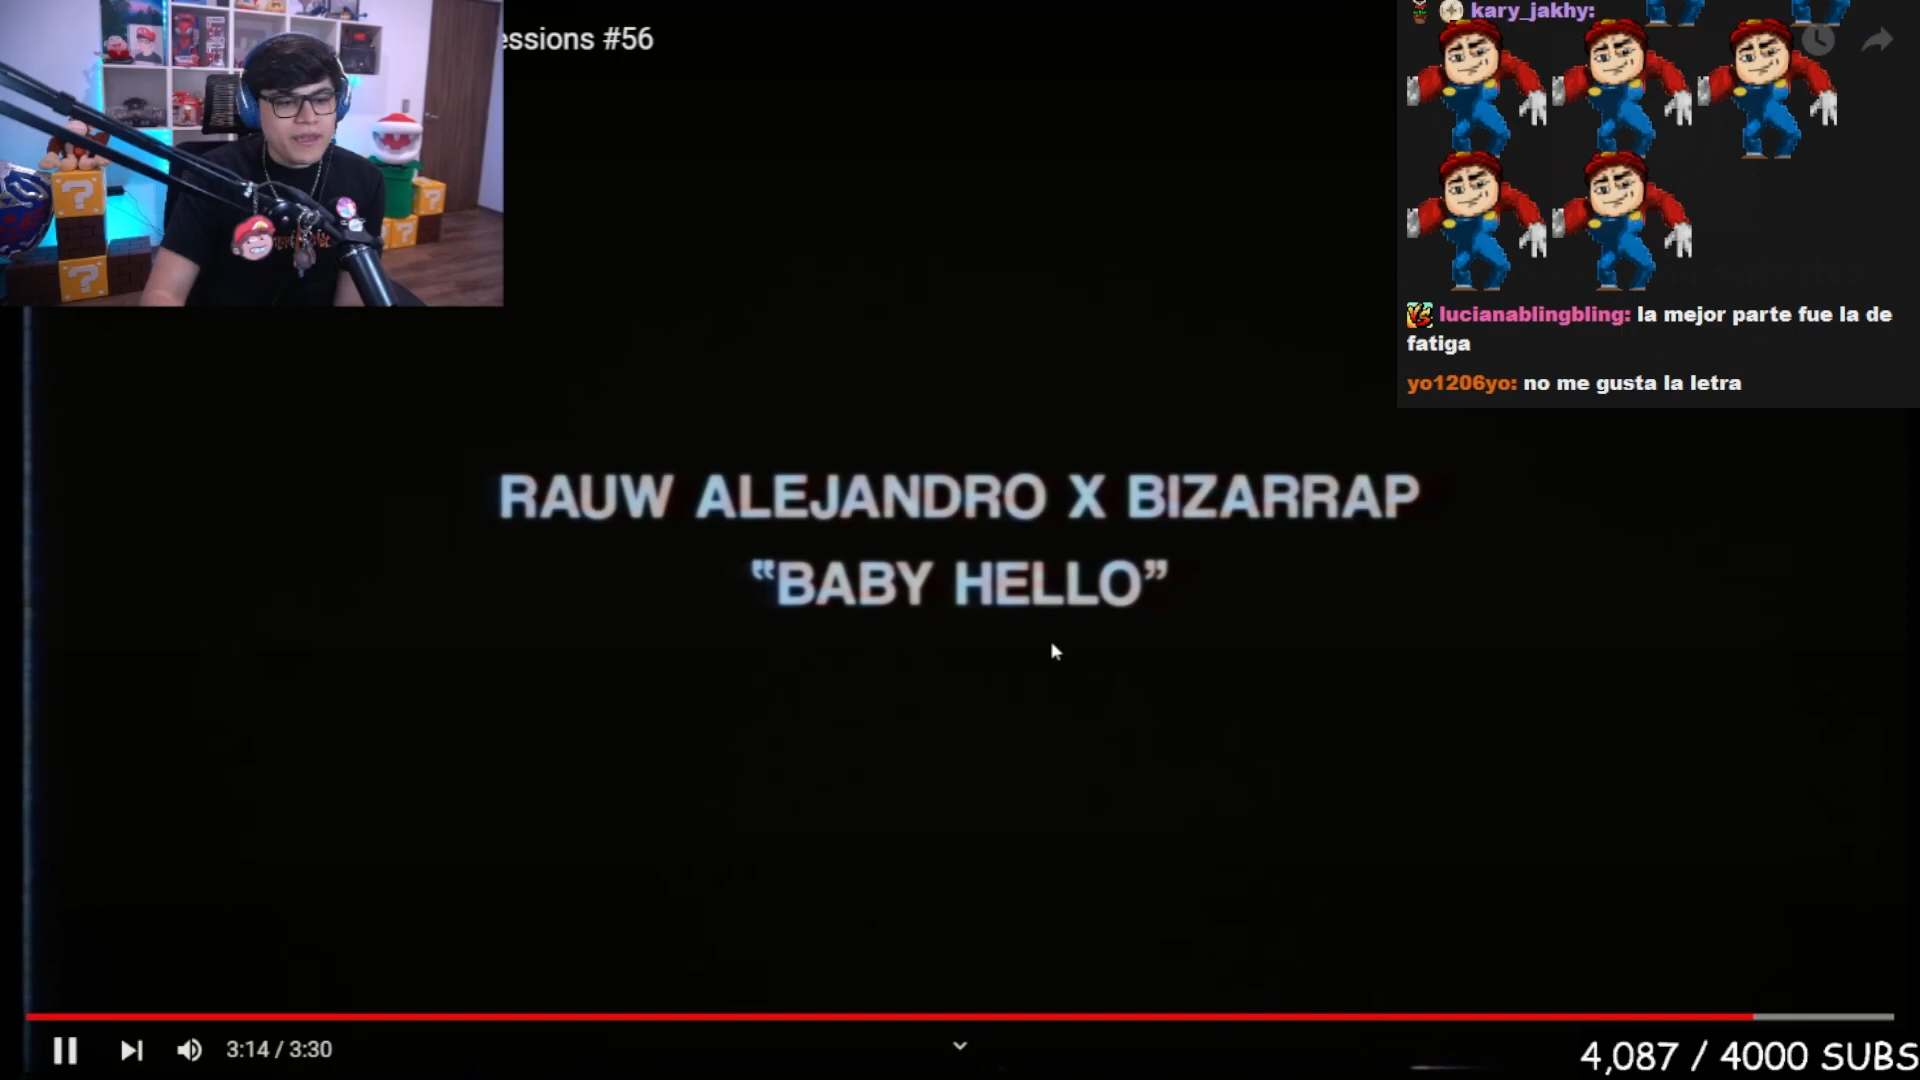 essions #56
kary_jakhy:
lucianablingbling: la mejor parte fue la de
fatiga
yo1206yo: no me gusta la letra
RAUW ALEJANDRO X BIZARRAP
“BABY HELLO”
3:14 / 3:30
4,087 / 4000 SUBS